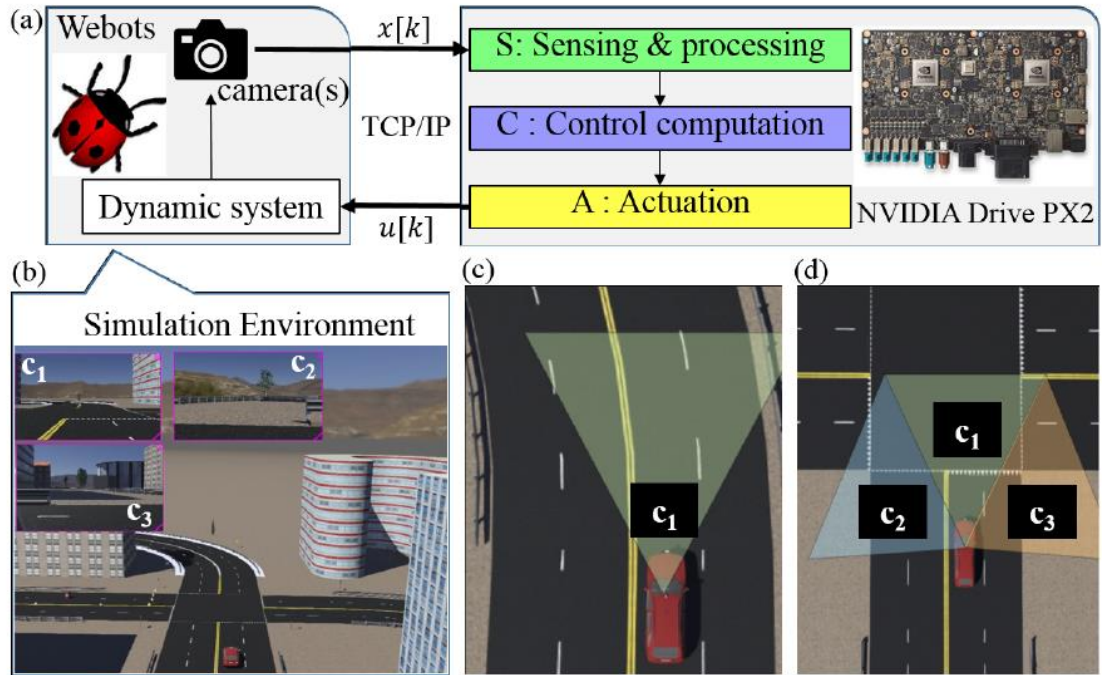 (a)
Webots
camera(s)
Dynamic system
x[k]
TCP/IP
u[k]
S: Sensing & processing
C : Control computation
A : Actuation
NVIDIA Drive PX2
(b)
Simulation Environment
c1
c2
c3
(c)
c1
(d)
c1
c2
c3